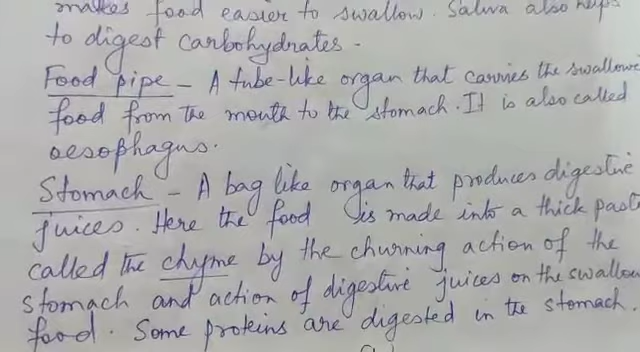 makes food easier to swallow. Saliva also helps
to digest carbohydrates -
Food pipe - A tube-like organ that carries the swallowe
food from the mouth to the stomach. It is also called
oesophagus.
Stomach - A bag like organ that produces digestive
juices. Here the food is made into a thick past
called the chyme by the churning action of the
stomach and action of digestive juices on the swallow
food. Some proteins are digested in the stomach.